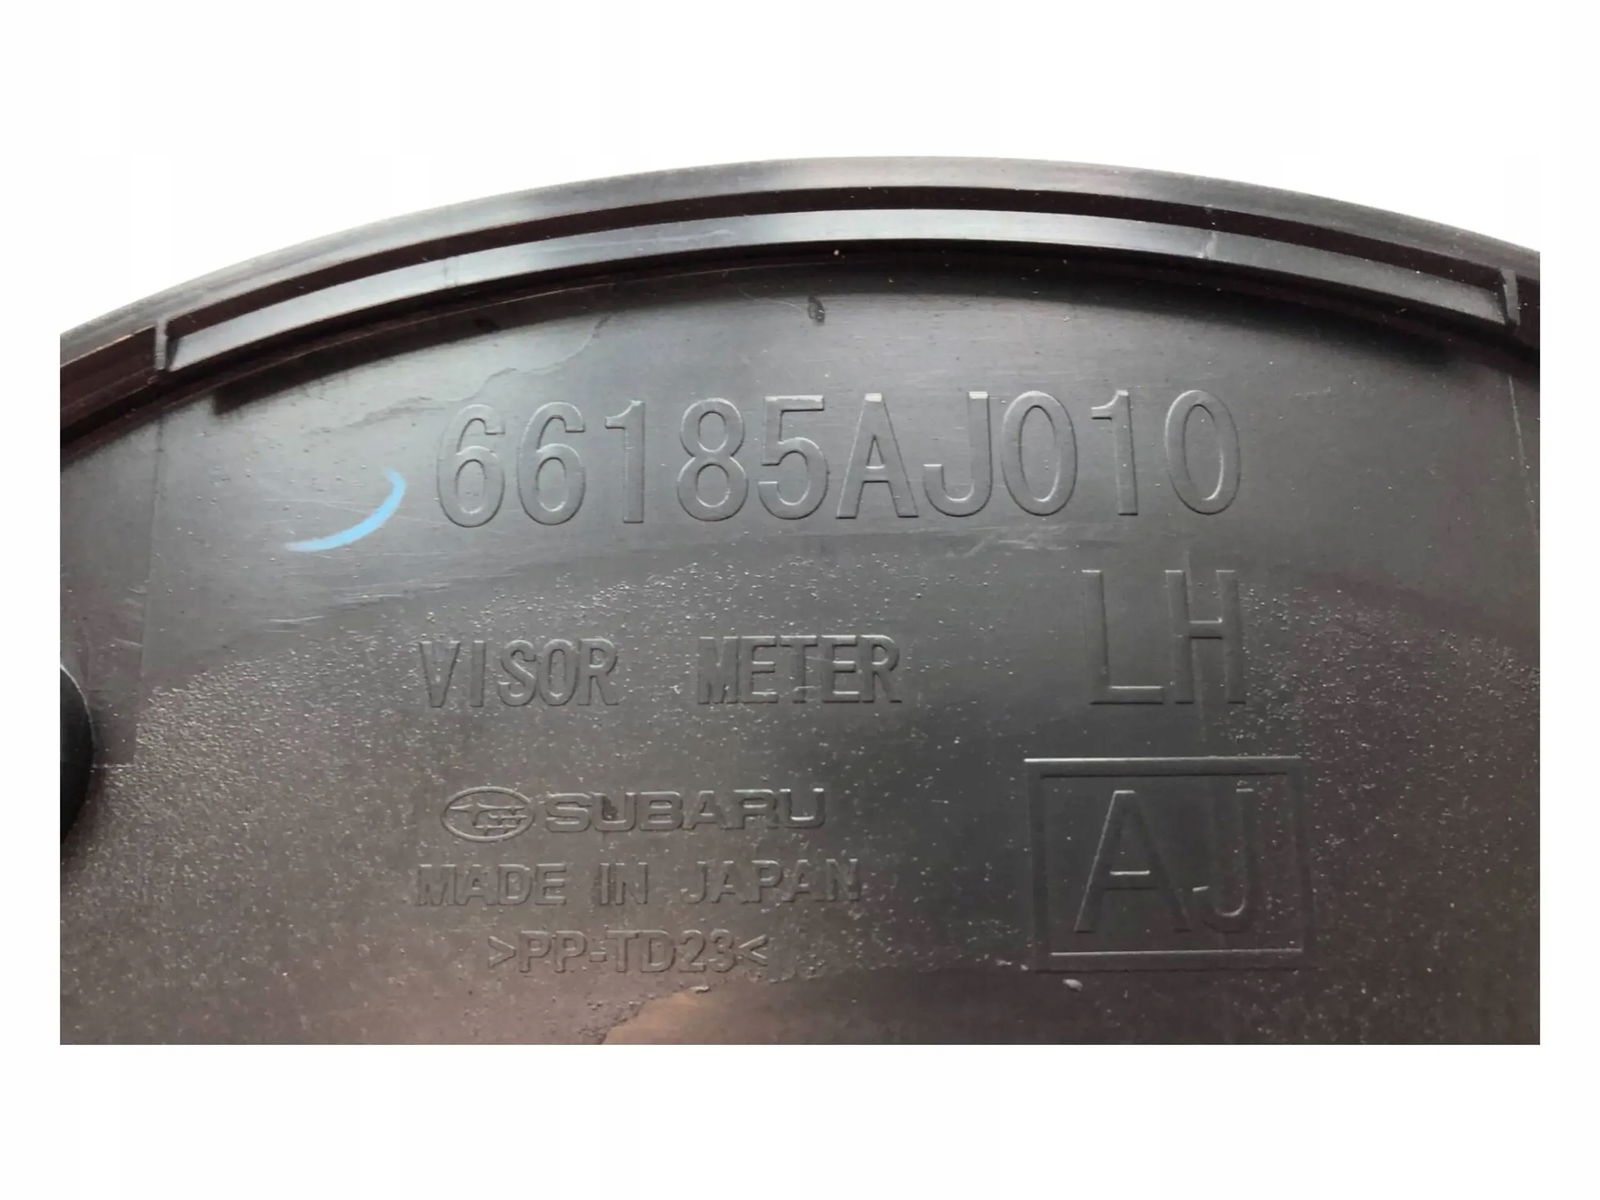 66185AJ010
LH
VISOR METER
SUBARU
MADE IN JAPAN
>PP-TD23<
AJ